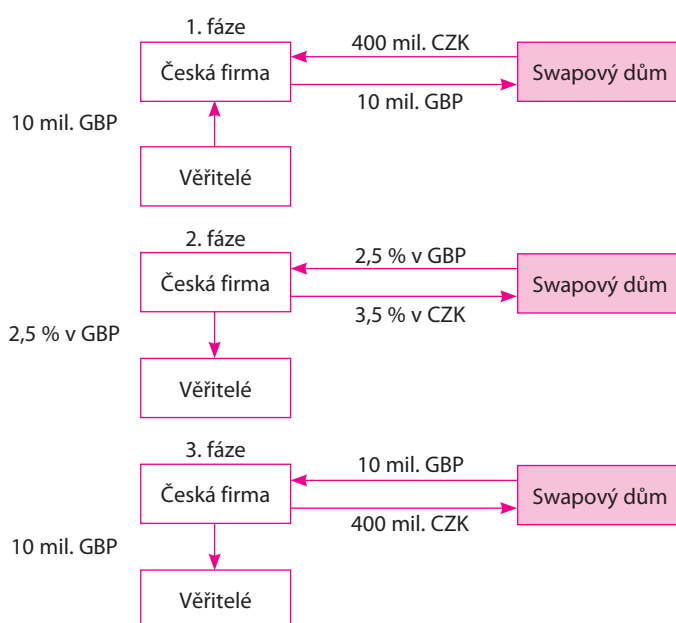 1. fáze
400 mil. CZK
Česká firma
Swapový dům
10 mil. GBP
10 mil. GBP
Věřitelé
2. fáze
2,5 % v GBP
Česká firma
Swapový dům
3,5 % v CZK
2,5 % v GBP
Věřitelé
3. fáze
10 mil. GBP
Česká firma
Swapový dům
400 mil. CZK
10 mil. GBP
Věřitelé